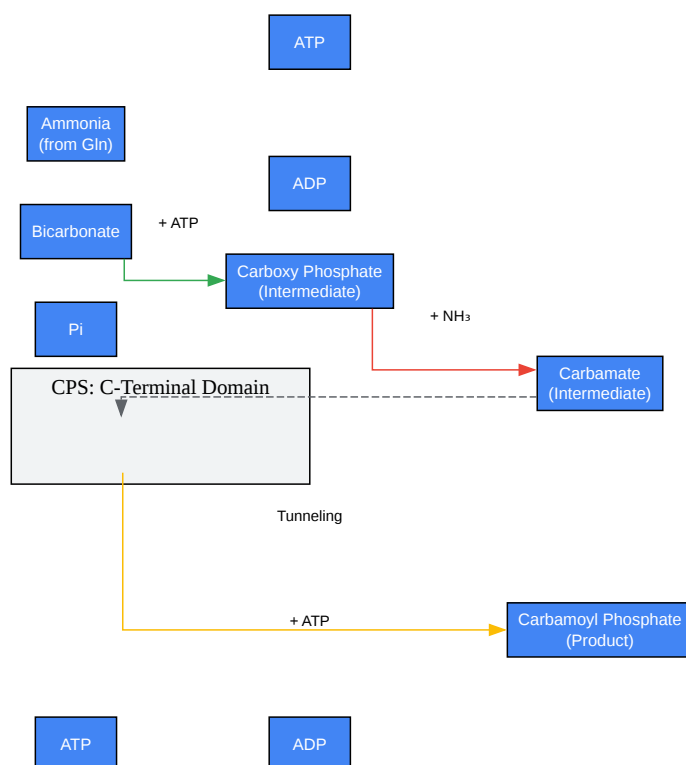 ATP
Ammonia
(from Gln)
ADP
Bicarbonate
+ ATP
Carboxy Phosphate
(Intermediate)
+ NH₃
Pi
Carbamate
(Intermediate)
CPS: C-Terminal Domain
Tunneling
+ ATP
Carbamoyl Phosphate
(Product)
ATP
ADP